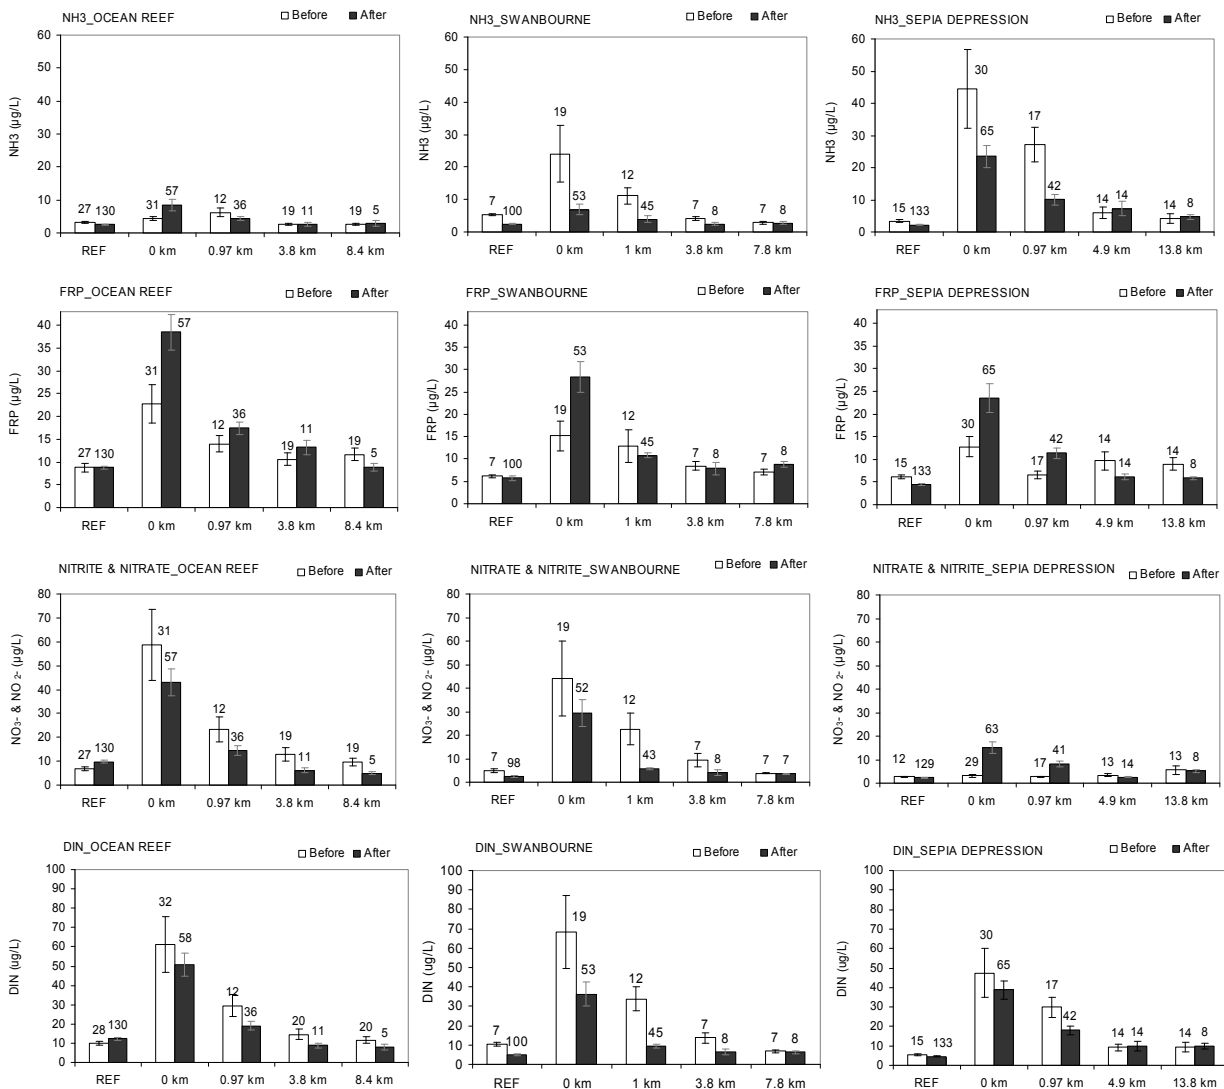 NH3_OCEAN REEF
Before After
60
50
40
30
20
10
0
NH3 (µg/L)
27 130 31 57 12 36 19 11 19 5
REF 0 km 0.97 km 3.8 km 8.4 km
NH3_SWANBOURNE
Before After
60
50
40
30
20
10
0
NH3 (µg/L)
7 100 19 53 12 45 7 8 7 8
REF 0 km 1 km 3.8 km 7.8 km
NH3_SEPIA DEPRESSION
Before After
60
50
40
30
20
10
0
NH3 (µg/L)
15 133 30 65 17 42 14 14 14 8
REF 0 km 0.97 km 4.9 km 13.8 km
FRP_OCEAN REEF
Before After
40
35
30
25
20
15
10
5
0
FRP (µg/L)
27 130 31 57 12 36 19 11 19 5
REF 0 km 0.97 km 3.8 km 8.4 km
FRP_SWANBOURNE
Before After
40
35
30
25
20
15
10
5
0
FRP (µg/L)
7 100 19 53 12 45 7 8 7 8
REF 0 km 1 km 3.8 km 7.8 km
FRP_SEPIA DEPRESSION
Before After
40
35
30
25
20
15
10
5
0
FRP (µg/L)
15 133 30 65 17 42 14 14 14 8
REF 0 km 0.97 km 4.9 km 13.8 km
NITRITE & NITRATE_OCEAN REEF
Before After
80
70
60
50
40
30
20
10
0
NO3- & NO 2- (µg/L)
27 130 31 57 12 36 19 11 19 5
REF 0 km 0.97 km 3.8 km 8.4 km
NITRATE & NITRITE_SWANBOURNE
Before After
80
70
60
50
40
30
20
10
0
NO3- & NO 2- (µg/L)
7 98 19 52 12 43 7 8 7 7
REF 0 km 1 km 3.8 km 7.8 km
NITRATE & NITRITE_SEPIA DEPRESSION
Before After
80
70
60
50
40
30
20
10
0
NO3- & NO 2- (µg/L)
12 129 29 63 17 41 13 14 13 8
REF 0 km 0.97 km 4.9 km 13.8 km
DIN_OCEAN REEF
Before After
100
90
80
70
60
50
40
30
20
10
0
DIN (ug/L)
28 130 32 58 12 36 20 11 20 5
REF 0 km 0.97 km 3.8 km 8.4 km
DIN_SWANBOURNE
Before After
100
90
80
70
60
50
40
30
20
10
0
DIN (ug/L)
7 100 19 53 12 45 7 8 7 8
REF 0 km 1 km 3.8 km 7.8 km
DIN_SEPIA DEPRESSION
Before After
100
90
80
70
60
50
40
30
20
10
0
DIN (ug/L)
15 133 30 65 17 42 14 14 14 8
REF 0 km 0.97 km 4.9 km 13.8 km